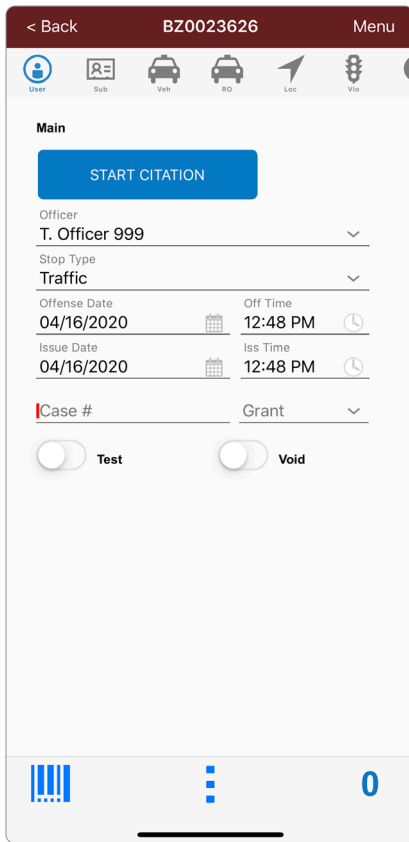 < Back BZ0023626 Menu
User Sub Veh RO Loc Vio
Main
START CITATION
Officer
T. Officer 999
Stop Type
Traffic
Offense Date Off Time
04/16/2020 12:48 PM
Issue Date Iss Time
04/16/2020 12:48 PM
Case # Grant
Test Void
0